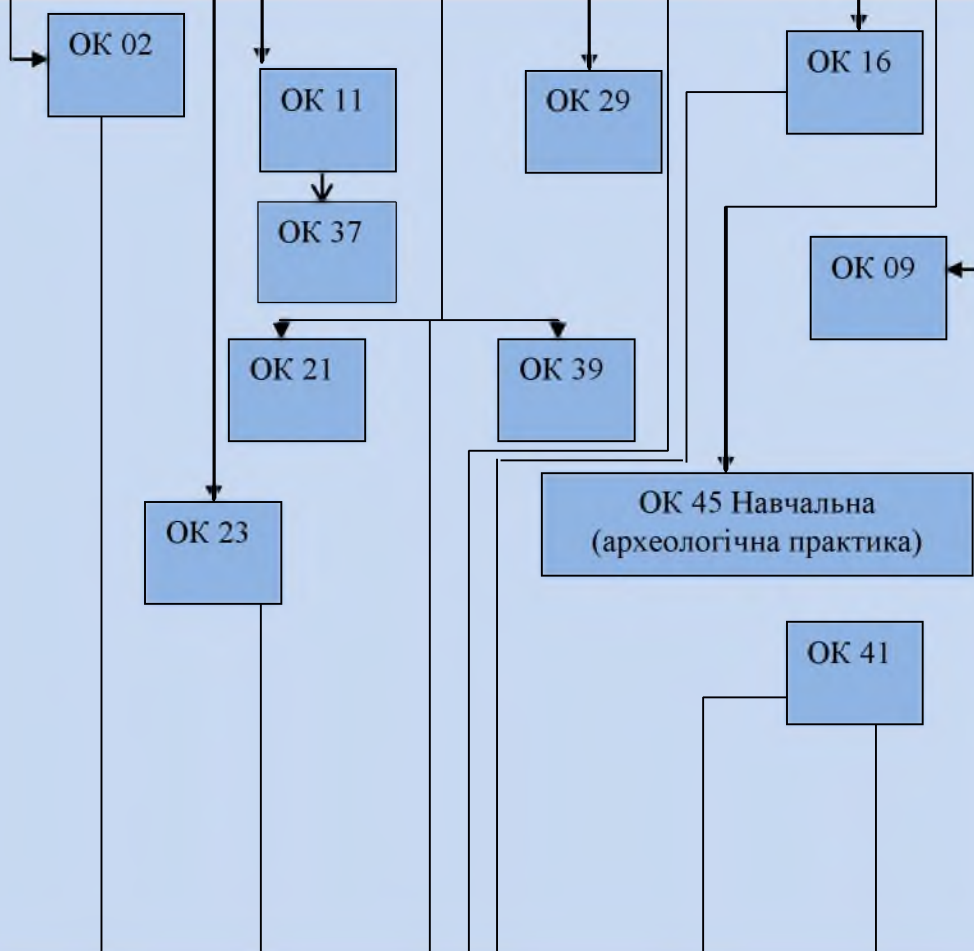 ОК 02
ОК 16
ОК 11
ОК 29
ОК 37
ОК 09
ОК 21
ОК 39
ОК 45 Навчальна
(археологічна практика)
ОК 23
ОК 41